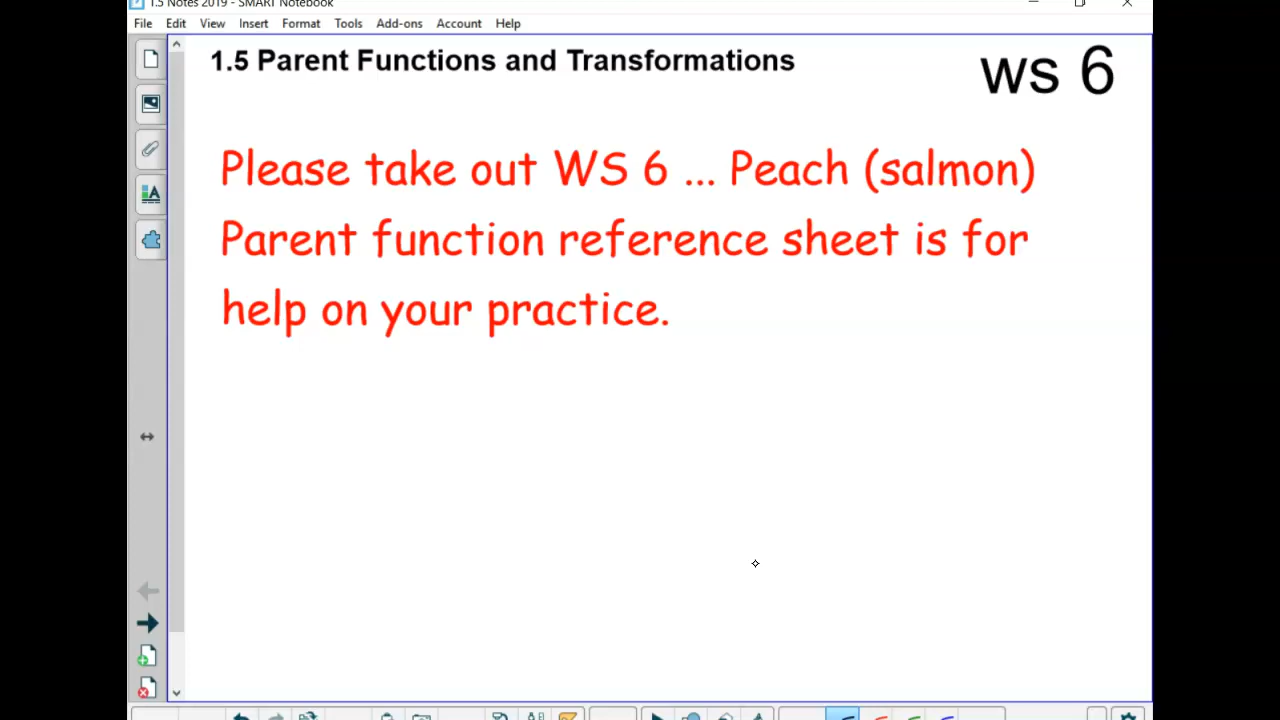 1.5 Notes 2019 - SMART Notebook
File Edit View Insert Format Tools Add-ons Account Help
1.5 Parent Functions and Transformations
ws 6
Please take out WS 6 ... Peach (salmon)
Parent function reference sheet is for
help on your practice.